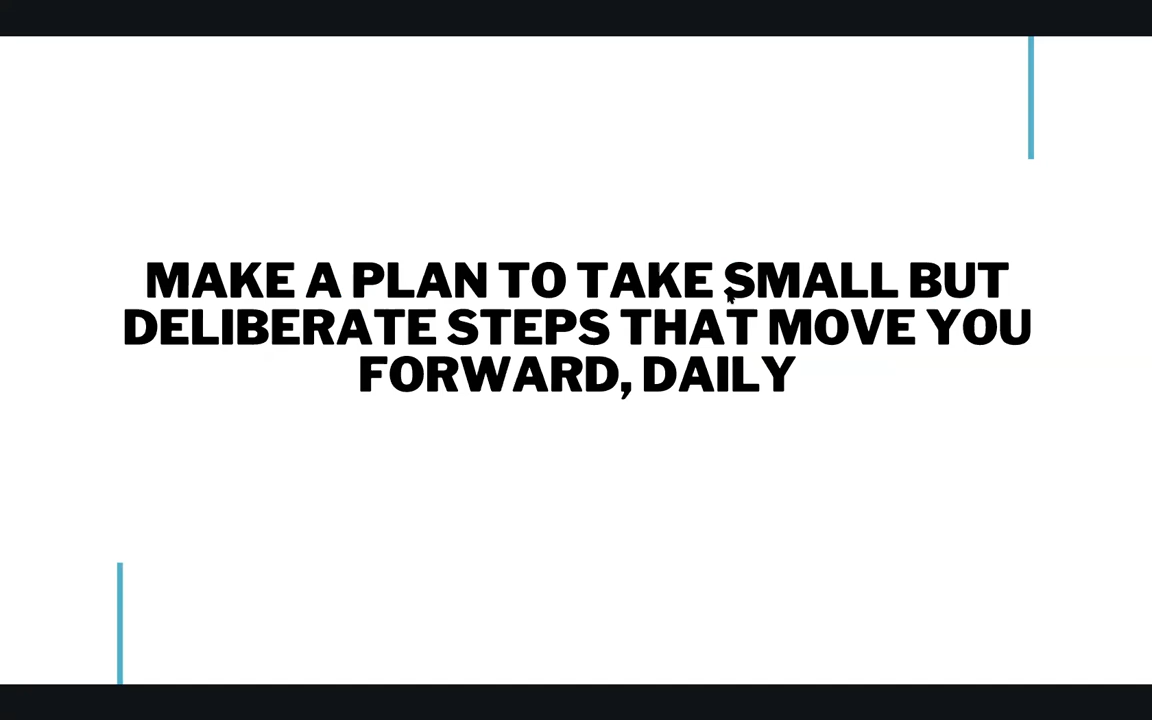 MAKE A PLAN TO TAKE SMALL BUT
DELIBERATE STEPS THAT MOVE YOU
FORWARD, DAILY